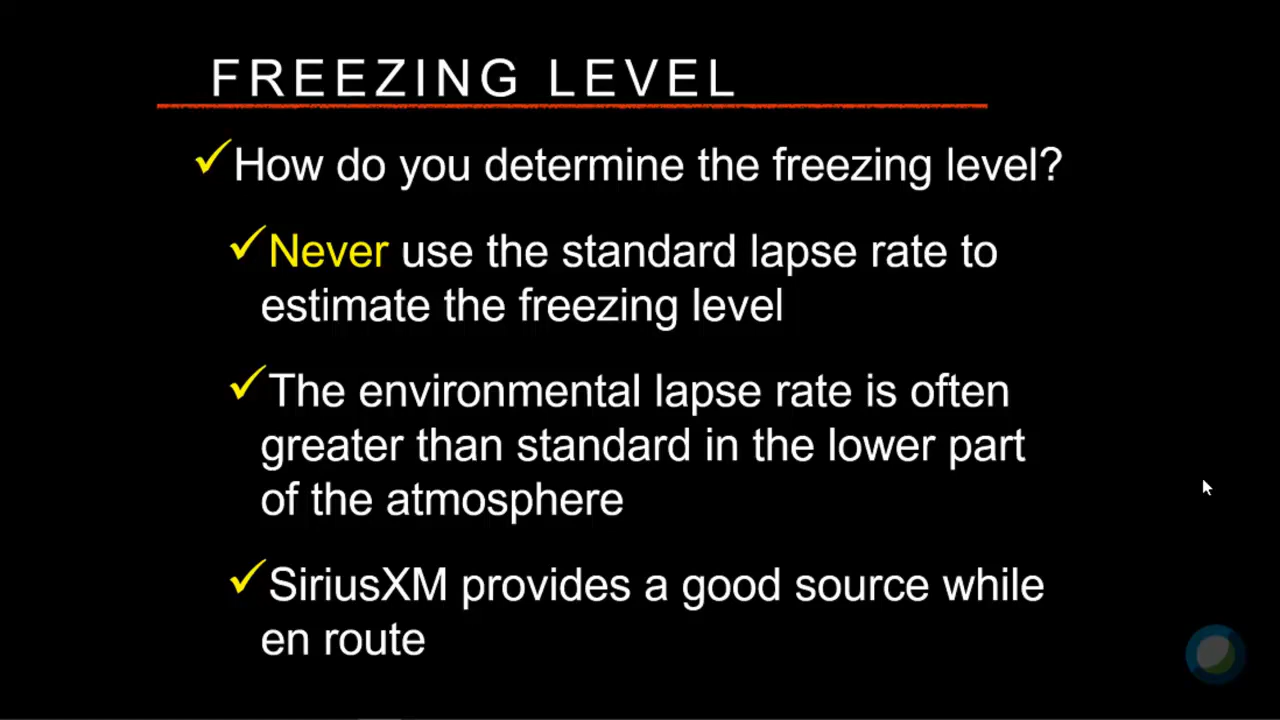 FREEZING LEVEL
How do you determine the freezing level?
Never use the standard lapse rate to
estimate the freezing level
The environmental lapse rate is often
greater than standard in the lower part
of the atmosphere
SiriusXM provides a good source while
en route